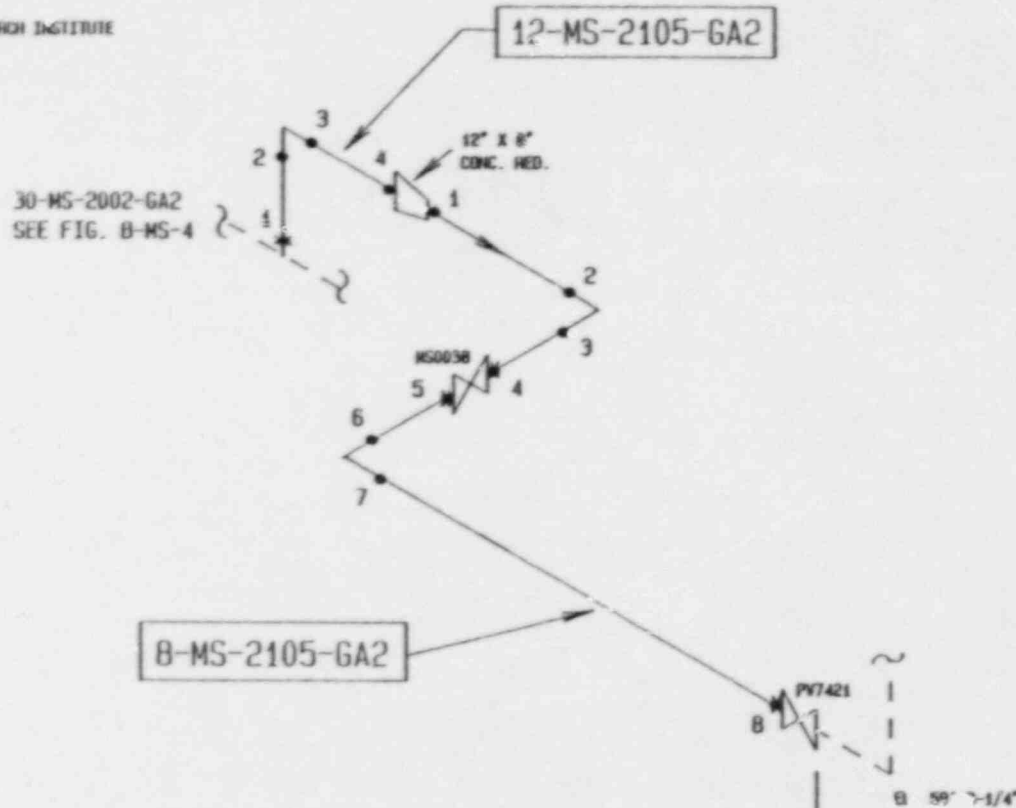 INSTITUTE
12-MS-2105-GA2
3
12" X 8"
2
4
CONC. RED.
1
30-MS-2002-GA2
SEE FIG. B-MS-4
1
2
3
MS0038
5
4
6
7
8-MS-2105-GA2
PV7421
8